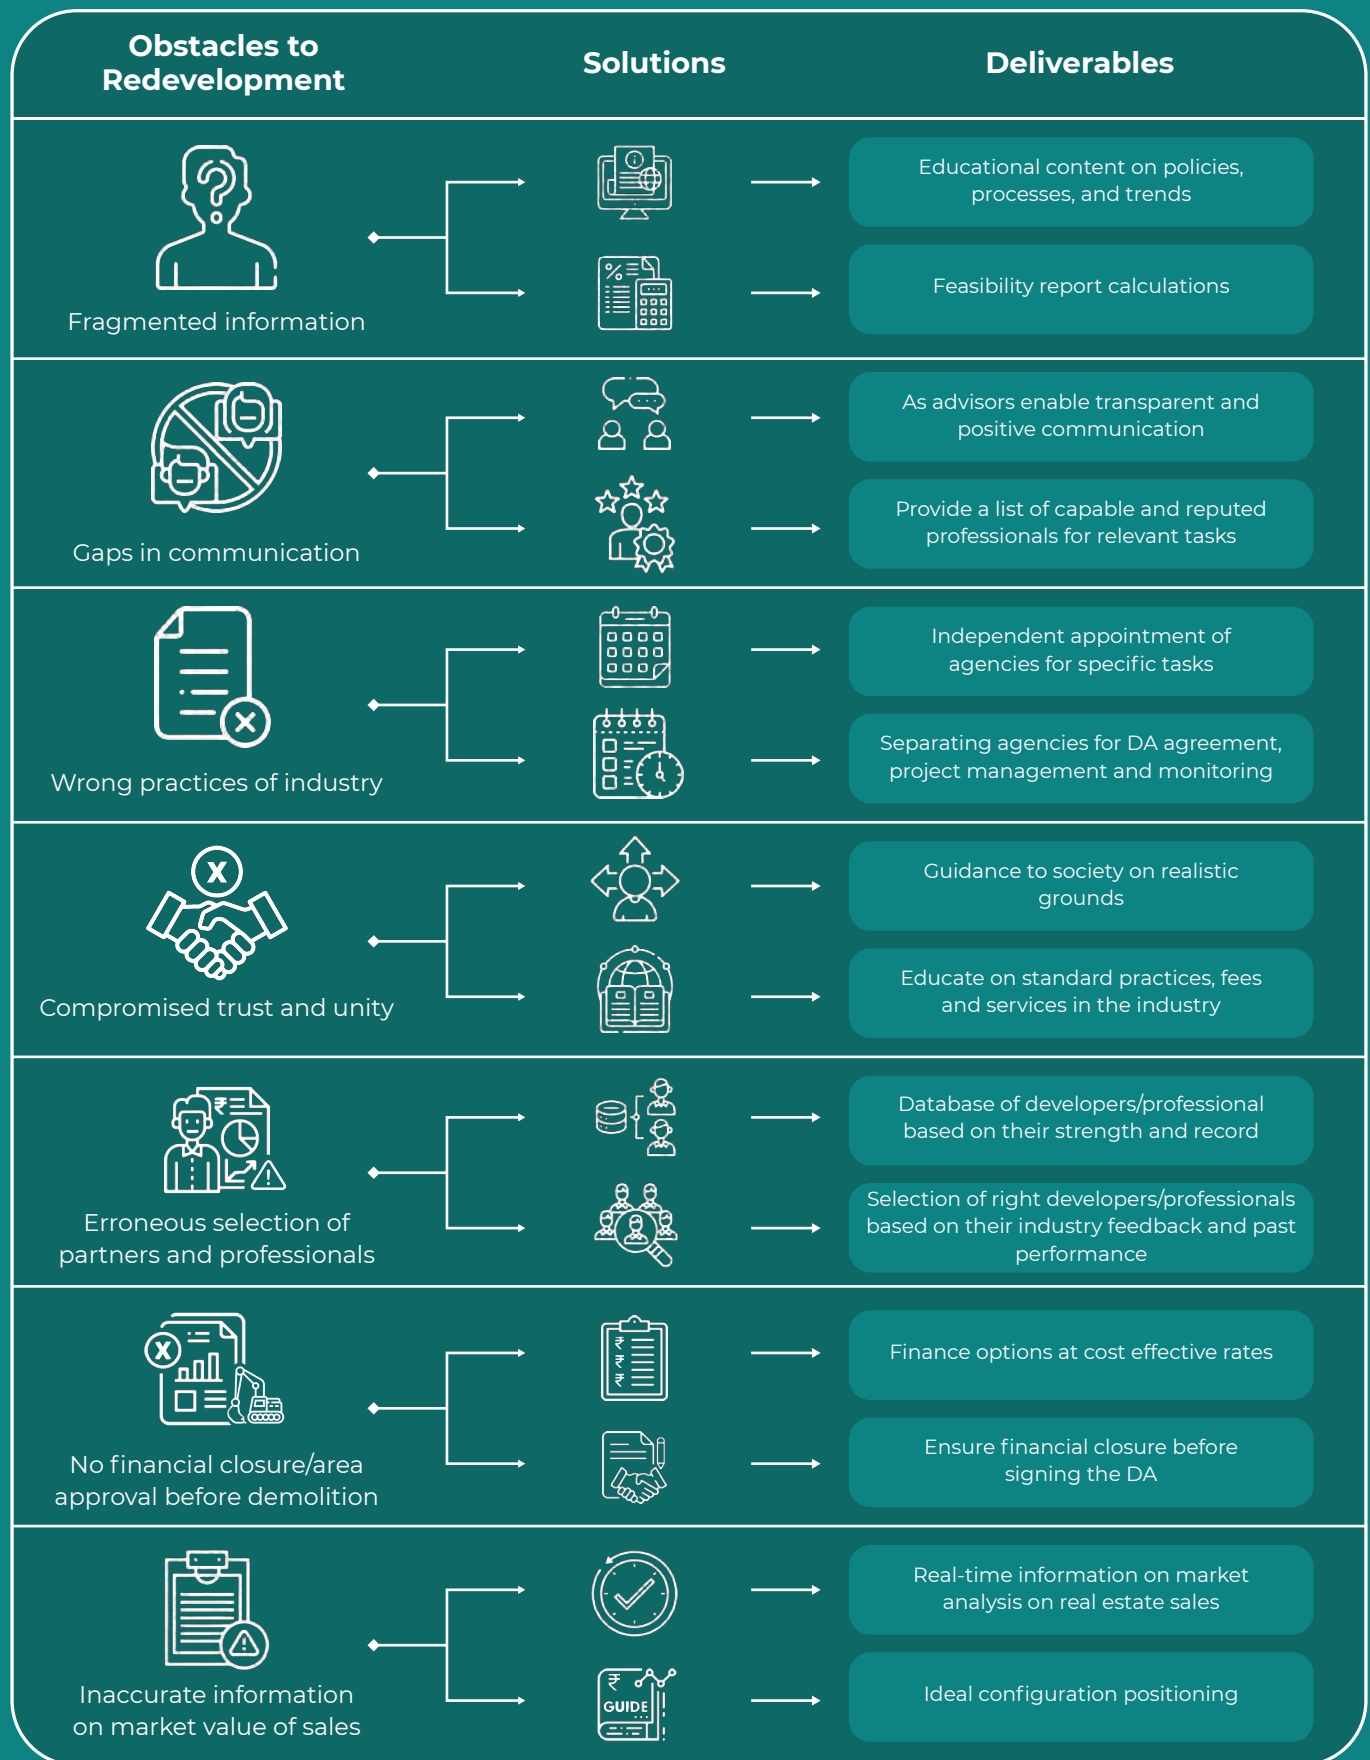 Obstacles to
Redevelopment
Solutions
Deliverables
Fragmented information
Educational content on policies,
processes, and trends
Feasibility report calculations
Gaps in communication
As advisors enable transparent and
positive communication
Provide a list of capable and reputed
professionals for relevant tasks
Wrong practices of industry
Independent appointment of
agencies for specific tasks
Separating agencies for DA agreement,
project management and monitoring
X
Compromised trust and unity
Guidance to society on realistic
grounds
Educate on standard practices, fees
and services in the industry
₹
Erroneous selection of
partners and professionals
Database of developers/professional
based on their strength and record
Selection of right developers/professionals
based on their industry feedback and past
performance
X
No financial closure/area
approval before demolition
₹
₹
₹
Finance options at cost effective rates
Ensure financial closure before
signing the DA
Inaccurate information
on market value of sales
Real-time information on market
analysis on real estate sales
₹
GUIDE
Ideal configuration positioning